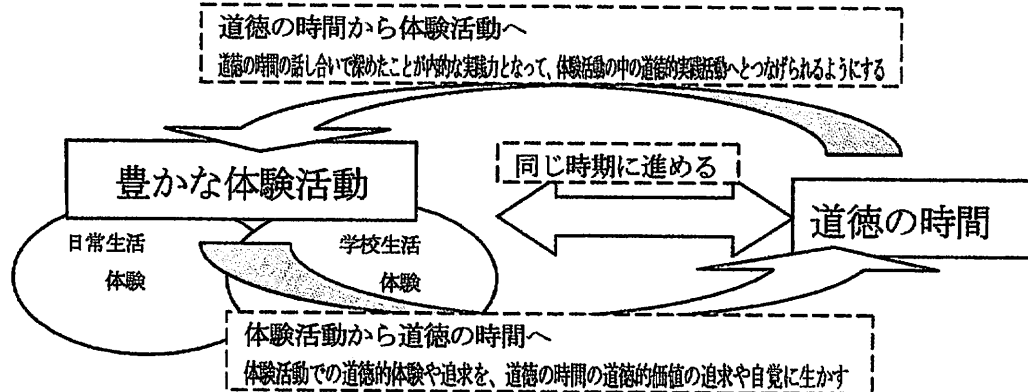 道徳の時間から体験活動へ
道徳の時間の話し合いで深めたことが内的な実践力となって、体験活動の中の道徳的実践活動へとつなげられるようにする
同じ時期に進める
豊かな体験活動
道徳の時間
日常生活
体験
学校生活
体験
体験活動から道徳の時間へ
体験活動での道徳的体験や追求を、道徳の時間の道徳的価値の追求や自覚に生かす